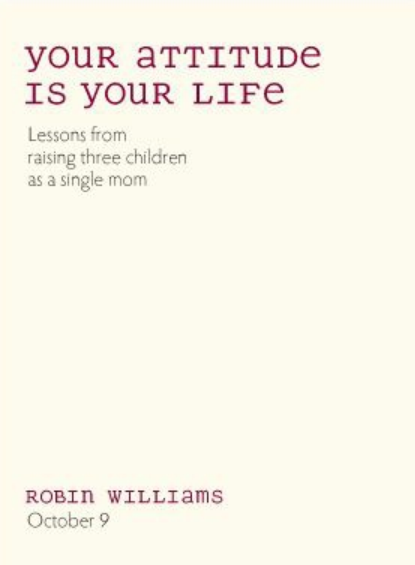 your attitude
is your life
Lessons from
raising three children
as a single mom
Robin Williams
October 9